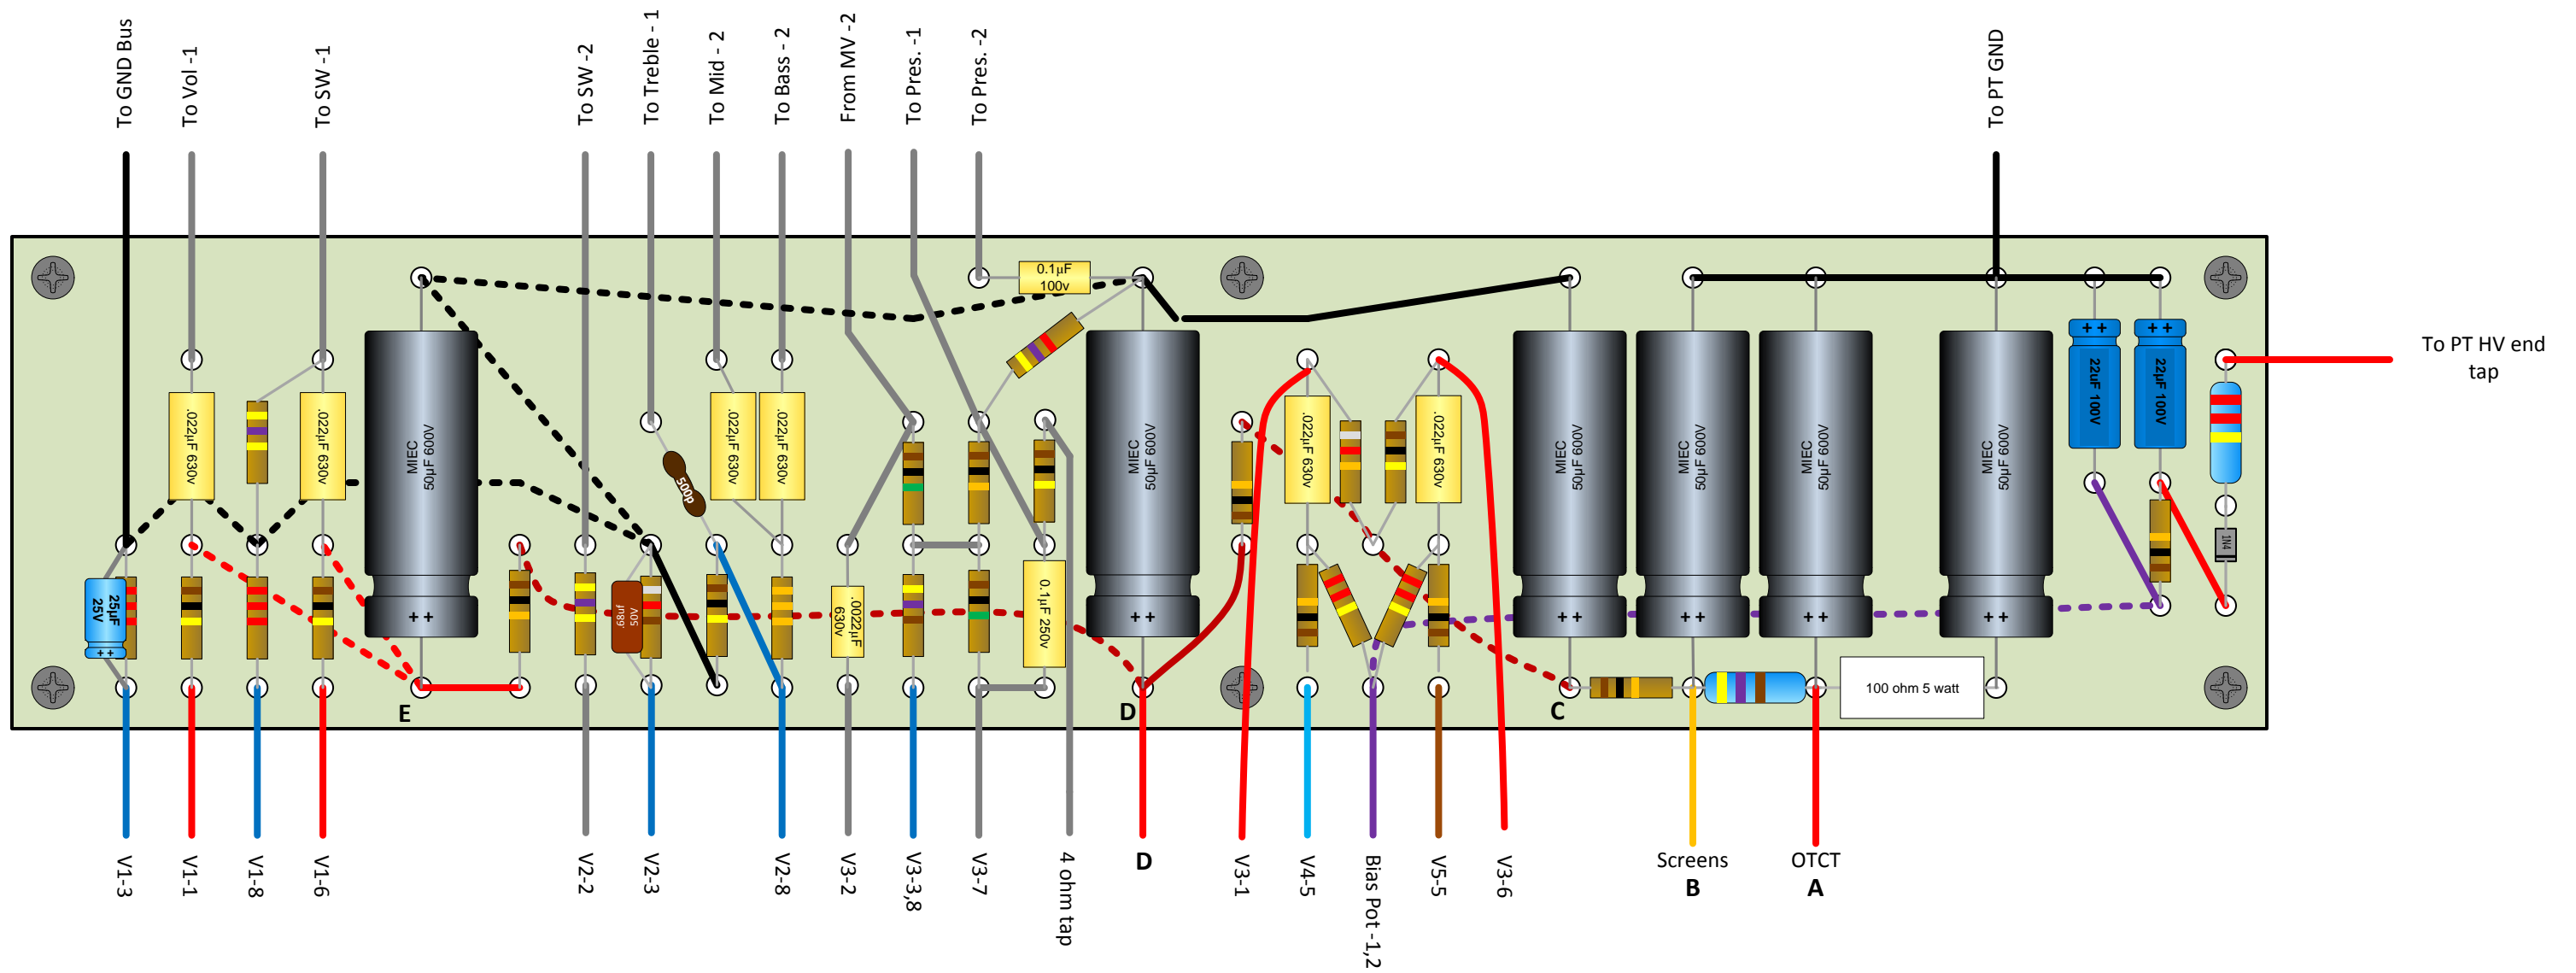 To GND Bus
To Vol -1
To SW -1
To SW -2
To Treble - 1
To Mid - 2
To Bass - 2
From MV -2
To Pres. -1
To Pres. -2
To PT GND
0.1µF
100v
To PT HV end
tap
.022µF 630v
.022µF 630v
MIEC
50µF 600V
+ +
500p
.022µF 630v
.022µF 630v
MIEC
50µF 600V
+ +
.022µF 630v
.022µF 630v
MIEC
50µF 600V
+ +
MIEC
50µF 600V
+ +
MIEC
50µF 600V
+ +
MIEC
50µF 600V
+ +
+ +
22uF 100V
+ +
22µF 100V
1N4
25µF
25V
+ +
.68uf
50V
.0022µF
630v
0.1µF 250v
100 ohm 5 watt
E
D
C
V1-3
V1-1
V1-8
V1-6
V2-2
V2-3
V2-8
V3-2
V3-3,8
V3-7
4 ohm tap
D
V3-1
V4-5
Bias Pot -1,2
V5-5
V3-6
Screens
B
OTCT
A